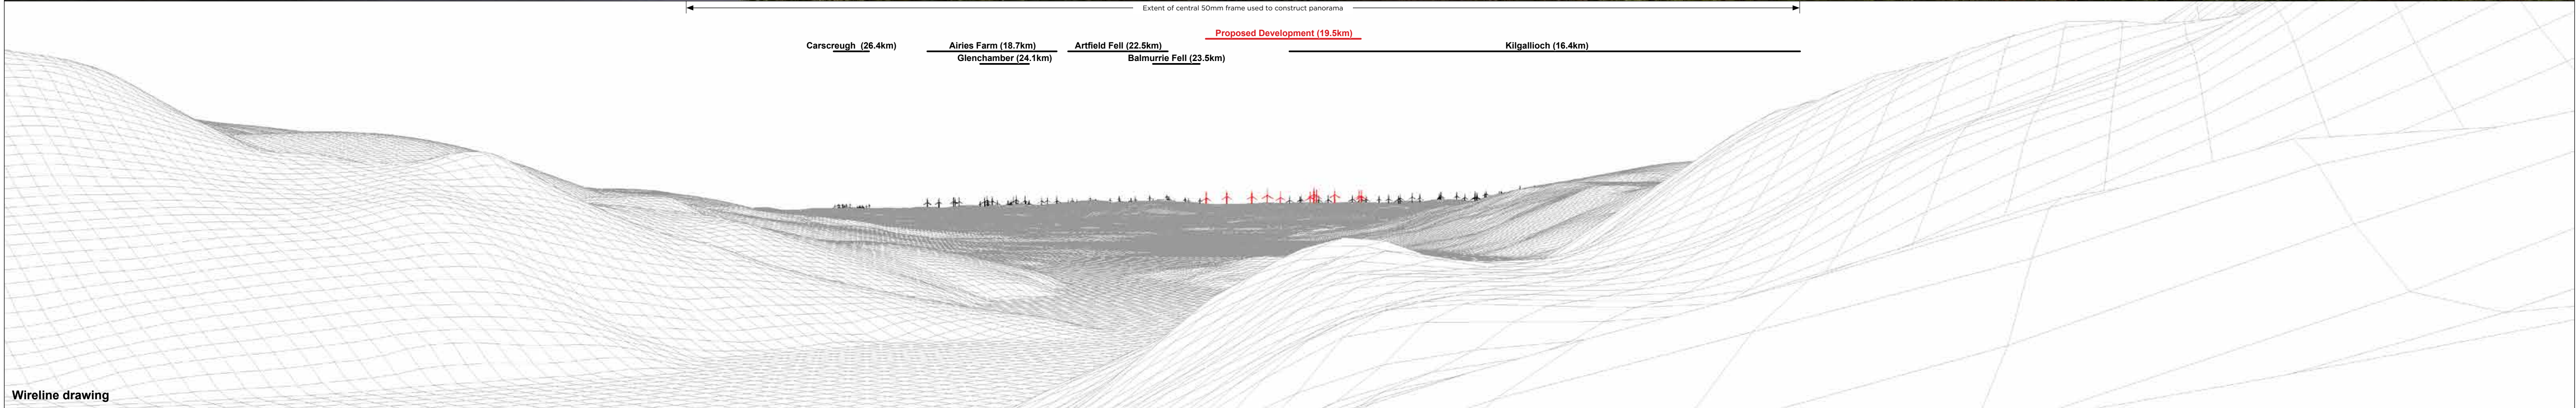 Extent of central 50mm frame used to construct panorama
Proposed Development (19.5km)
Carscreugh (26.4km)
Airies Farm (18.7km)
Artfield Fell (22.5km)
Kilgallioch (16.4km)
Glenchamber (24.1km)
Balmurrie Fell (23.5km)
Wireline drawing